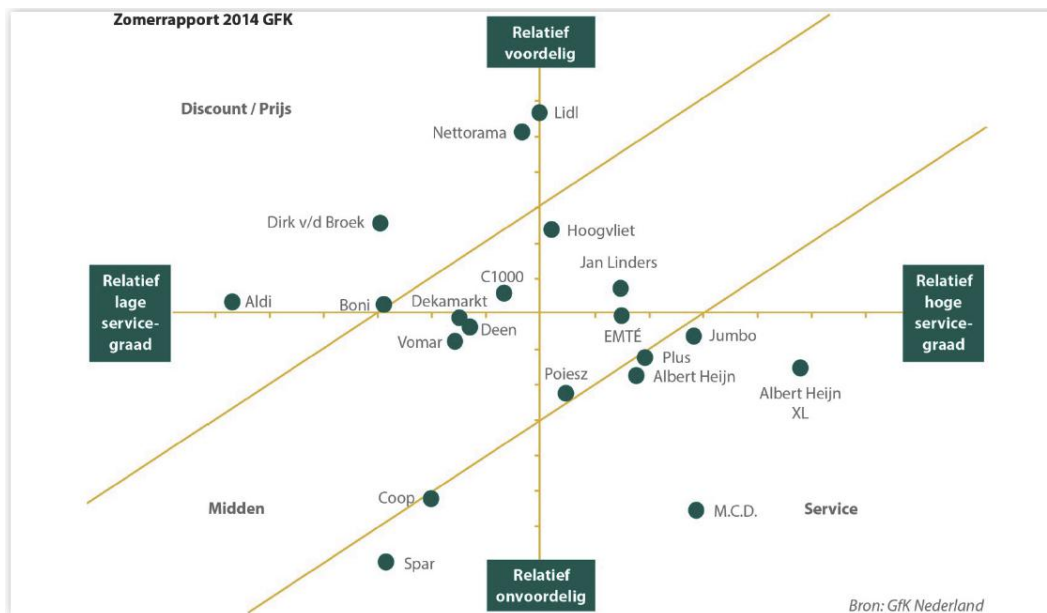 Zomerrapport 2014 GFK
Relatief
voordelig
Discount / Prijs
Lidl
Nettorama
Dirk v/d Broek
Hoogvliet
Jan Linders
C1000
Relatief
lage
service-
graad
Aldi
Boni
Dekamarkt
Deen
Vomar
EMTÉ
Jumbo
Relatief
hoge
service-
graad
Plus
Albert Heijn
Poiesz
Albert Heijn
XL
Coop
Midden
M.C.D.
Service
Spar
Relatief
onvoordelig
Bron: GfK Nederland